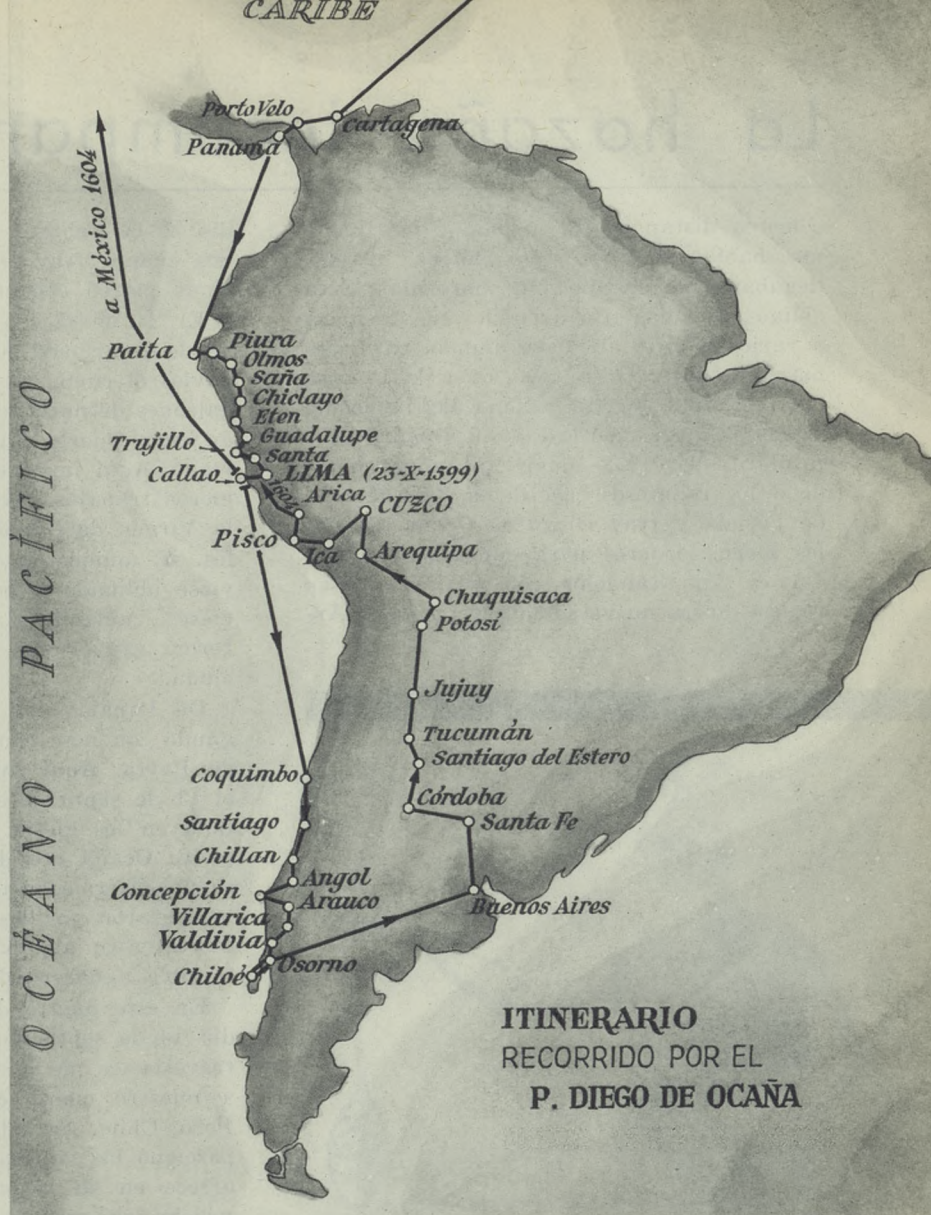 CARIBE
Porto Velo
Cartagena
Panamá
a México 1604
Paita
Piura
Olmos
Saña
Chiclayo
Eten
Guadalupe
Trujillo
Santa
Callao
LIMA (23-X-1599)
1604
Arica
CUZCO
Pisco
Ica
Arequipa
Chuquisaca
Potosí
Jujuy
Tucumán
Santiago del Estero
Coquimbo
Córdoba
Santiago
Santa Fe
Chillan
Angol
Concepción
Arauco
Villarica
Buenos Aires
Valdivia
Osorno
Chiloé
OCÉANO PACÍFICO
ITINERARIO
RECORRIDO POR EL
P. DIEGO DE OCAÑA